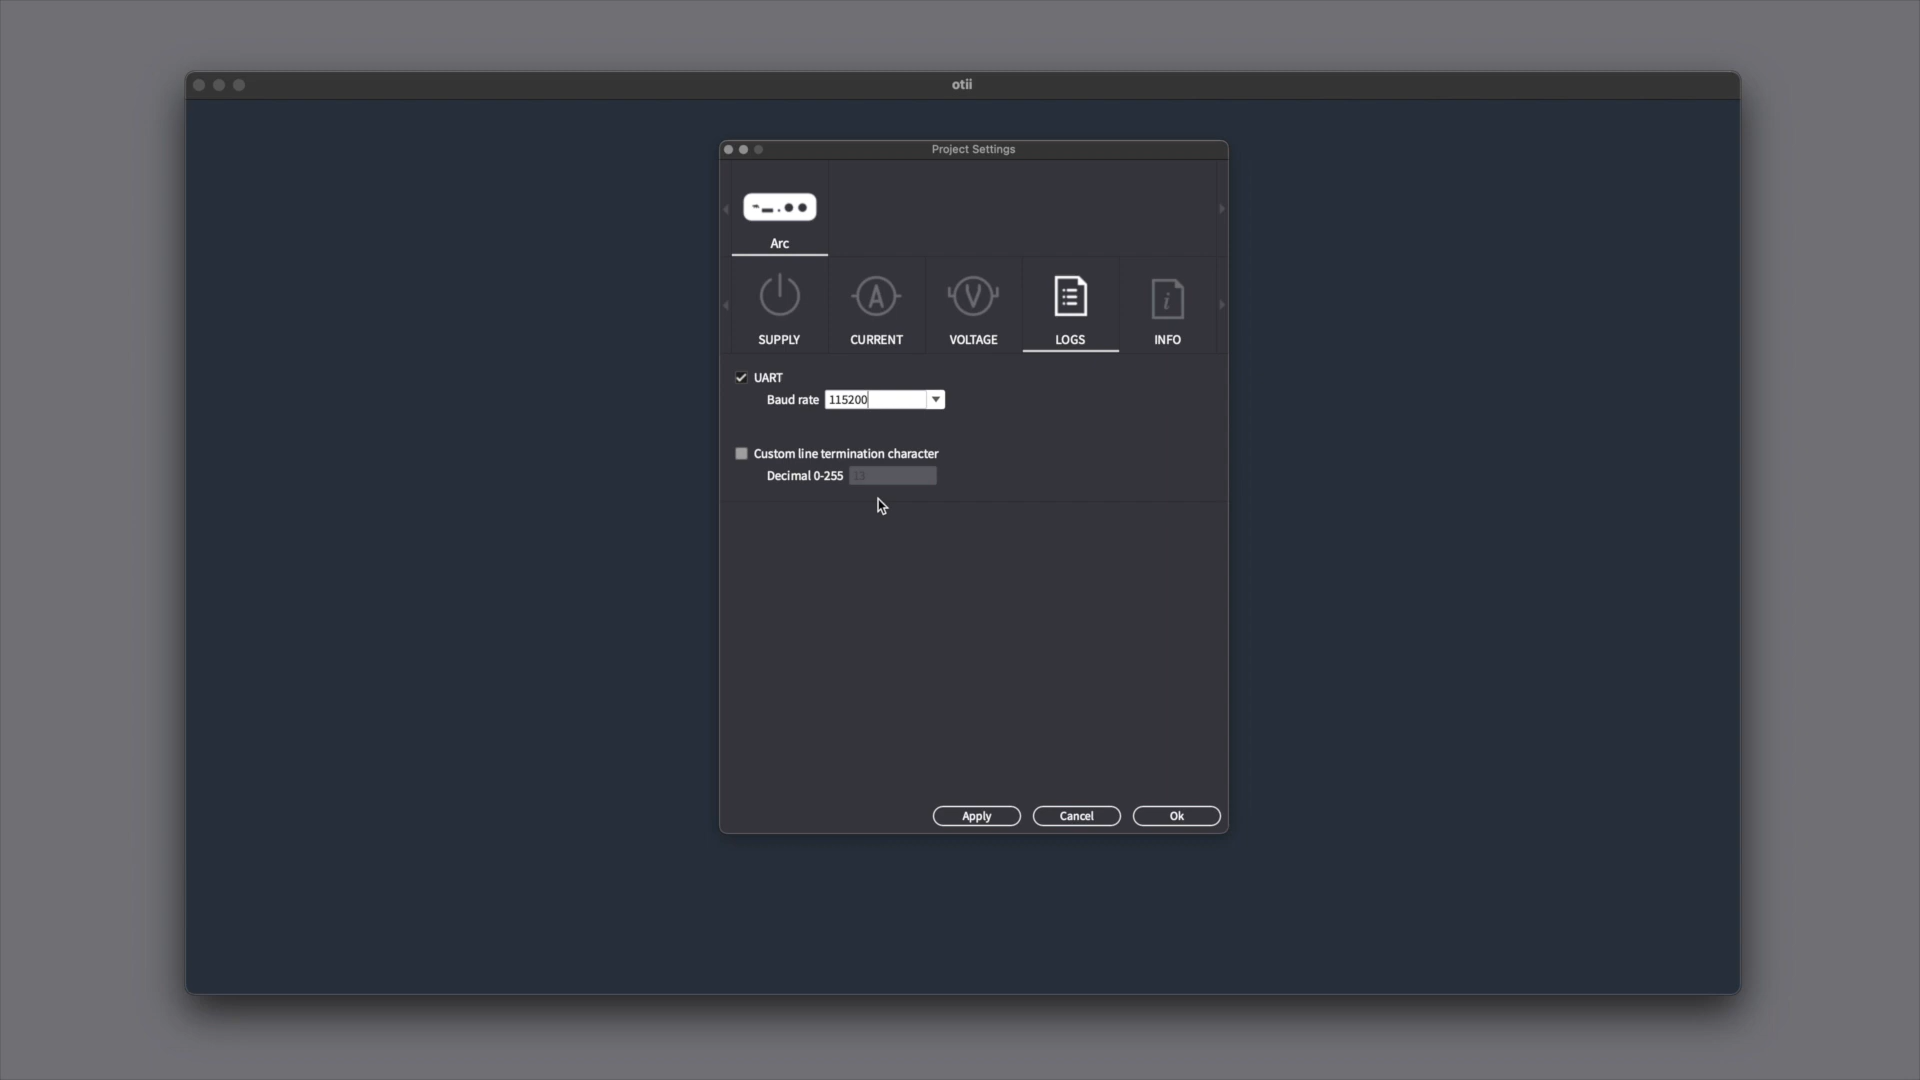 otii
Project Settings
Arc
SUPPLY
CURRENT
VOLTAGE
LOGS
INFO
UART
Baud rate 115200
Custom line termination character
Decimal 0-255 13
Apply
Cancel
Ok